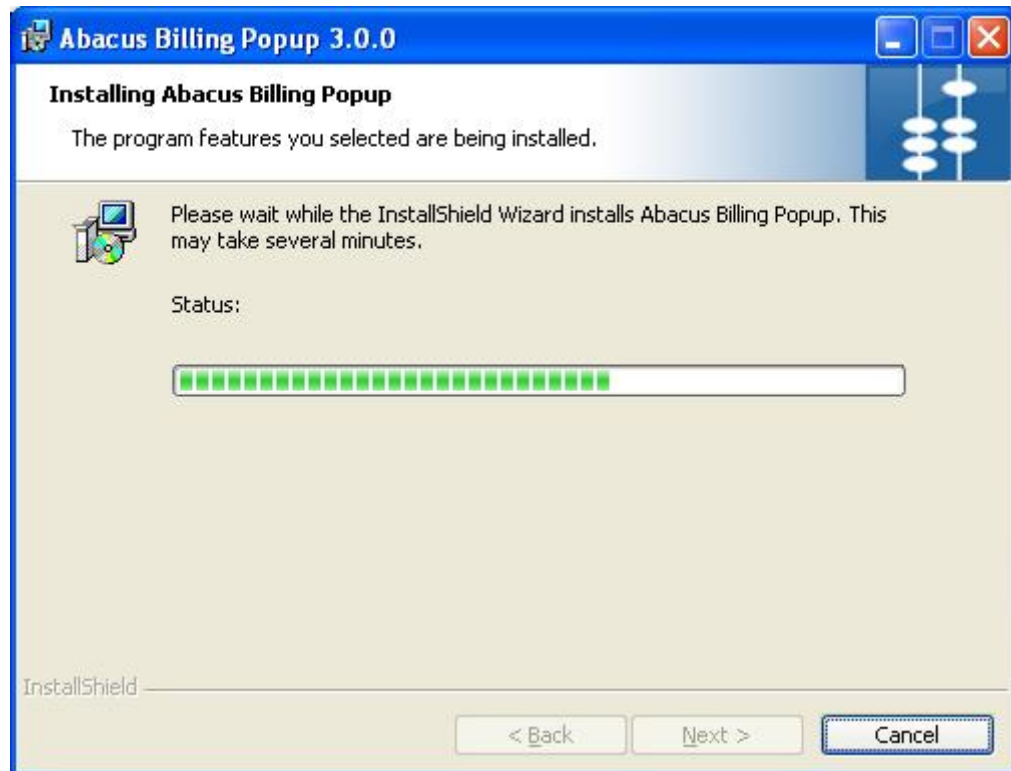 Abacus Billing Popup 3.0.0
Installing Abacus Billing Popup
The program features you selected are being installed.
Please wait while the InstallShield Wizard installs Abacus Billing Popup. This
may take several minutes.
Status:
InstallShield
< Back
Next >
Cancel